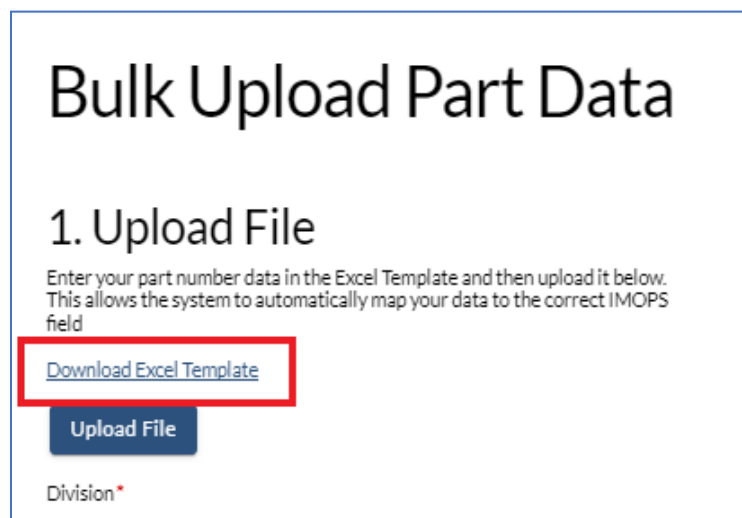 Bulk Upload Part Data
1. Upload File
Enter your part number data in the Excel Template and then upload it below.
This allows the system to automatically map your data to the correct IMOPS
field
Download Excel Template
Upload File
Division*